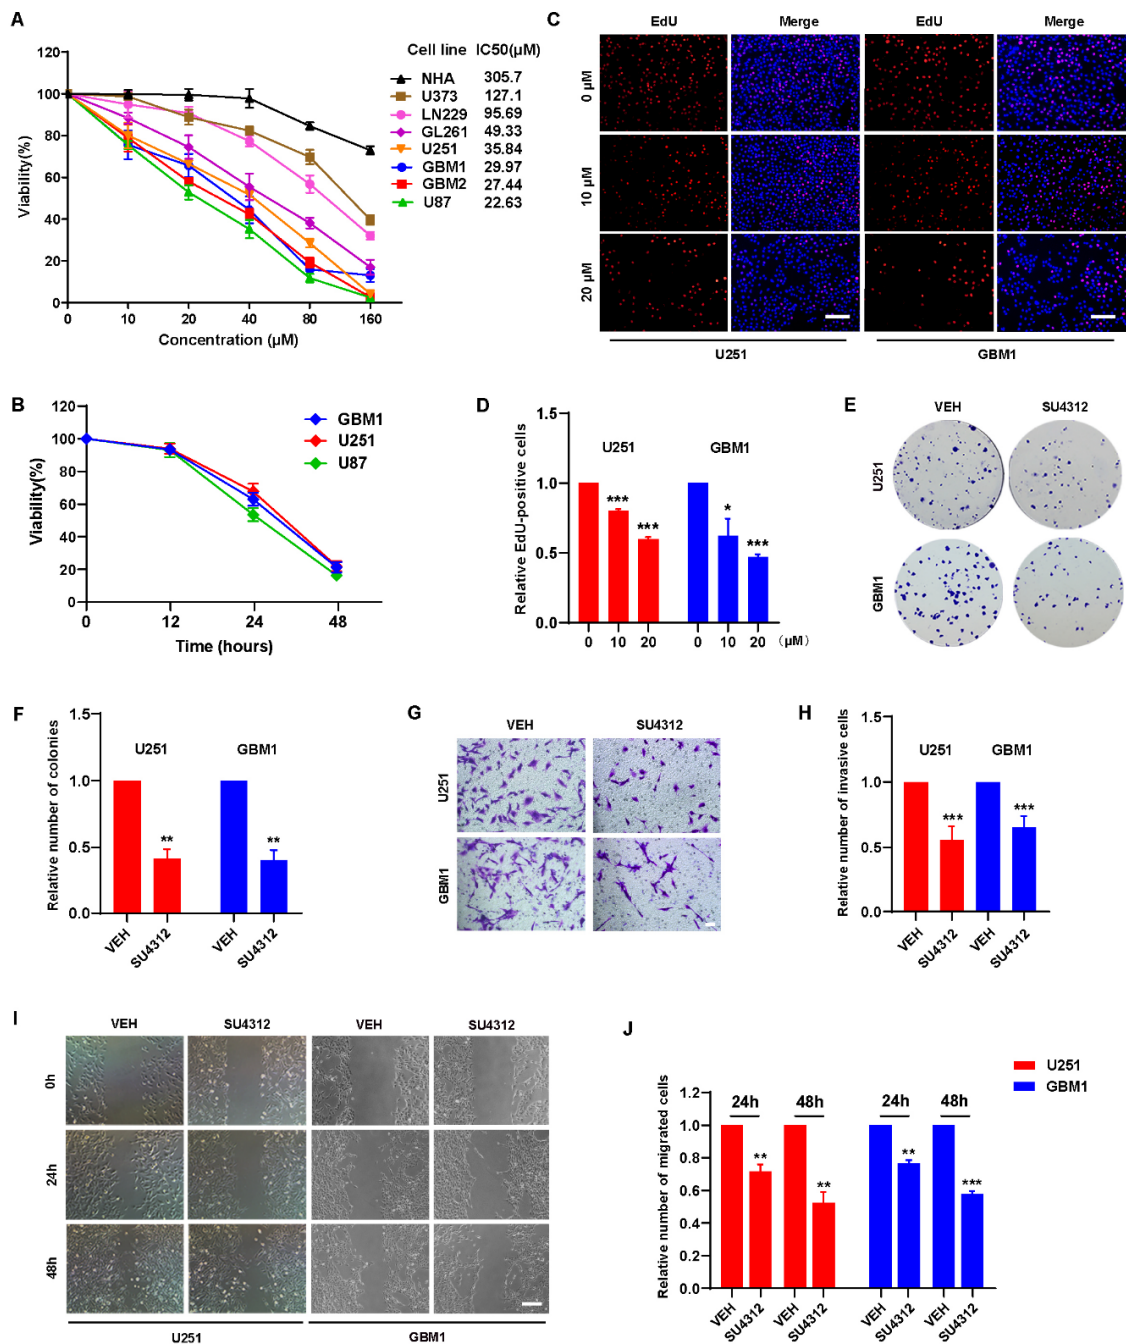 A
Viability(%)
120
100
80
60
40
20
0
0 10 20 40 80 160
Concentration (μM)
Cell line IC50(μM)
NHA 305.7
U373 127.1
LN229 95.69
GL261 49.33
U251 35.84
GBM1 29.97
GBM2 27.44
U87 22.63
C
EdU Merge EdU Merge
0 μM
10 μM
20 μM
U251 GBM1
B
Viability(%)
120
100
80
60
40
20
0
0 12 24 48
Time (hours)
GBM1
U251
U87
D
Relative EdU-positive cells
1.5
1.0
0.5
0.0
U251 GBM1
*** *** * ***
0 10 20 0 10 20 (μM)
E
VEH SU4312
U251
GBM1
F
Relative number of colonies
1.5
1.0
0.5
0.0
U251 GBM1
** **
VEH SU4312 VEH SU4312
G
VEH SU4312
U251
GBM1
H
Relative number of invasive cells
1.5
1.0
0.5
0.0
U251 GBM1
*** ***
VEH SU4312 VEH SU4312
I
VEH SU4312 VEH SU4312
0h
24h
48h
U251 GBM1
J
U251
GBM1
Relative number of migrated cells
1.2
1.0
0.8
0.6
0.4
0.2
0.0
24h 48h 24h 48h
** ** ** ***
VEH SU4312 VEH SU4312 VEH SU4312 VEH SU4312